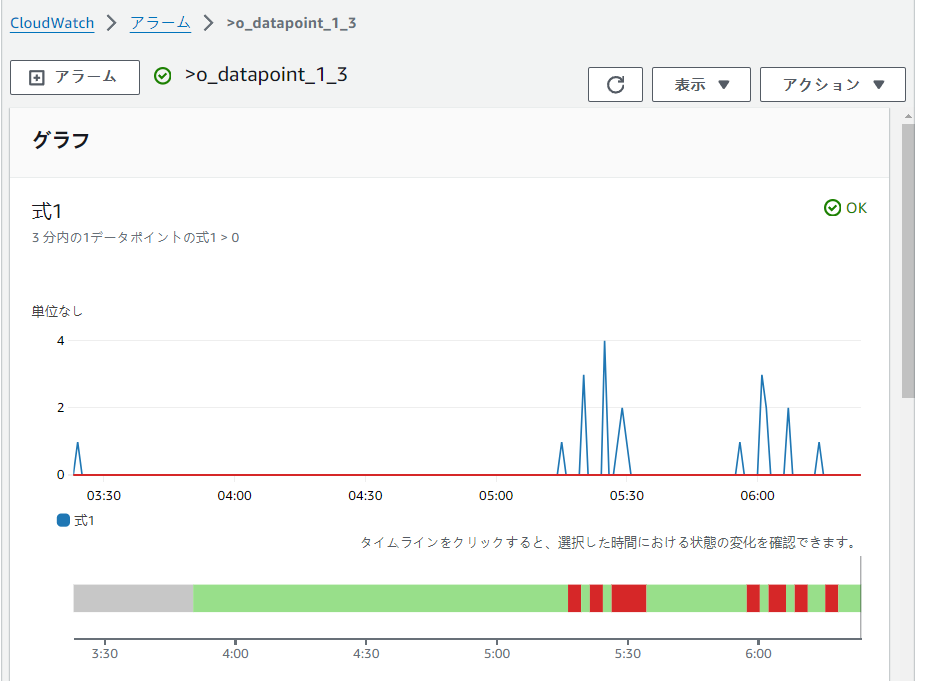 CloudWatch > アラーム > >o_datapoint_1_3
アラーム >o_datapoint_1_3 表示 ▼ アクション ▼
グラフ
式1 OK
3 分内の1データポイントの式1 > 0
単位なし
4
2
0
03:30 04:00 04:30 05:00 05:30 06:00
式1
タイムラインをクリックすると、選択した時間における状態の変化を確認できます。
3:30 4:00 4:30 5:00 5:30 6:00